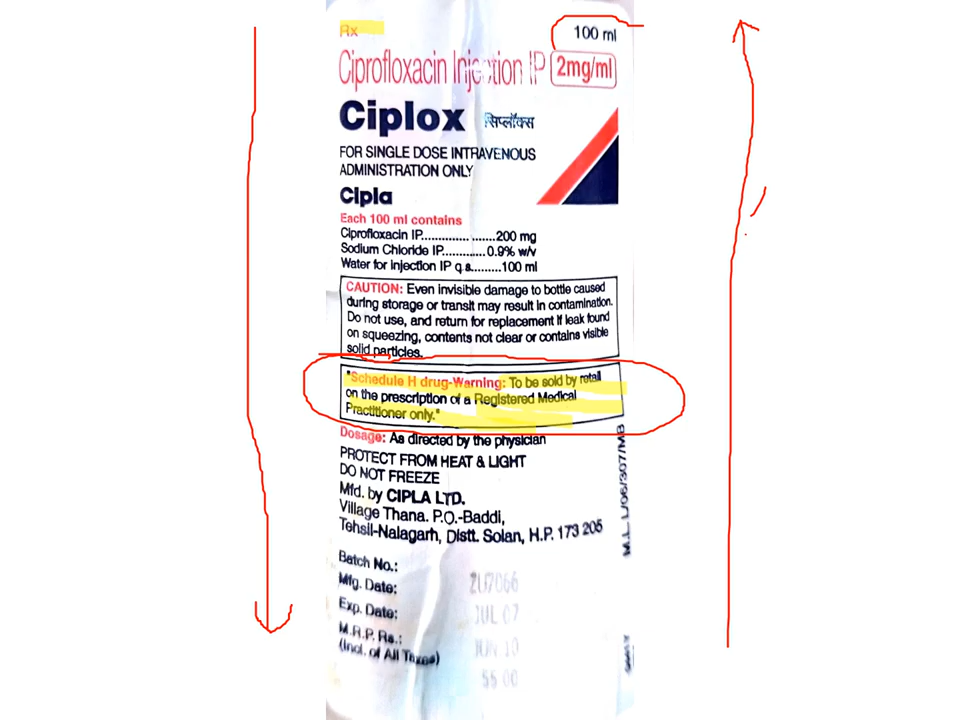 Rx
100 ml
Ciprofloxacin Injection IP 2mg/ml
Ciplox सिप्लॉक्स
FOR SINGLE DOSE INTRAVENOUS
ADMINISTRATION ONLY
Cipla
Each 100 ml contains
Ciprofloxacin IP.....................200 mg
Sodium Chloride IP............0.9% w/v
Water for injection IP q.s.........100 ml
CAUTION: Even invisible damage to bottle caused
during storage or transit may result in contamination.
Do not use, and return for replacement if leak found
on squeezing, contents not clear or contains visible
solid particles.
"Schedule H drug-Warning: To be sold by retail
on the prescription of a Registered Medical
Practitioner only."
Dosage: As directed by the physician
PROTECT FROM HEAT & LIGHT
DO NOT FREEZE
Mfd. by CIPLA LTD.
Village Thana. P.O.-Baddi,
Tehsil-Nalagarh, Distt. Solan, H.P. 173 205
M.L. L/06/307/MB
Batch No.:
Mfg. Date: JUL 07
Exp. Date: JUN 10
M.R.P. Rs.: 55.00
(Incl. of All Taxes)